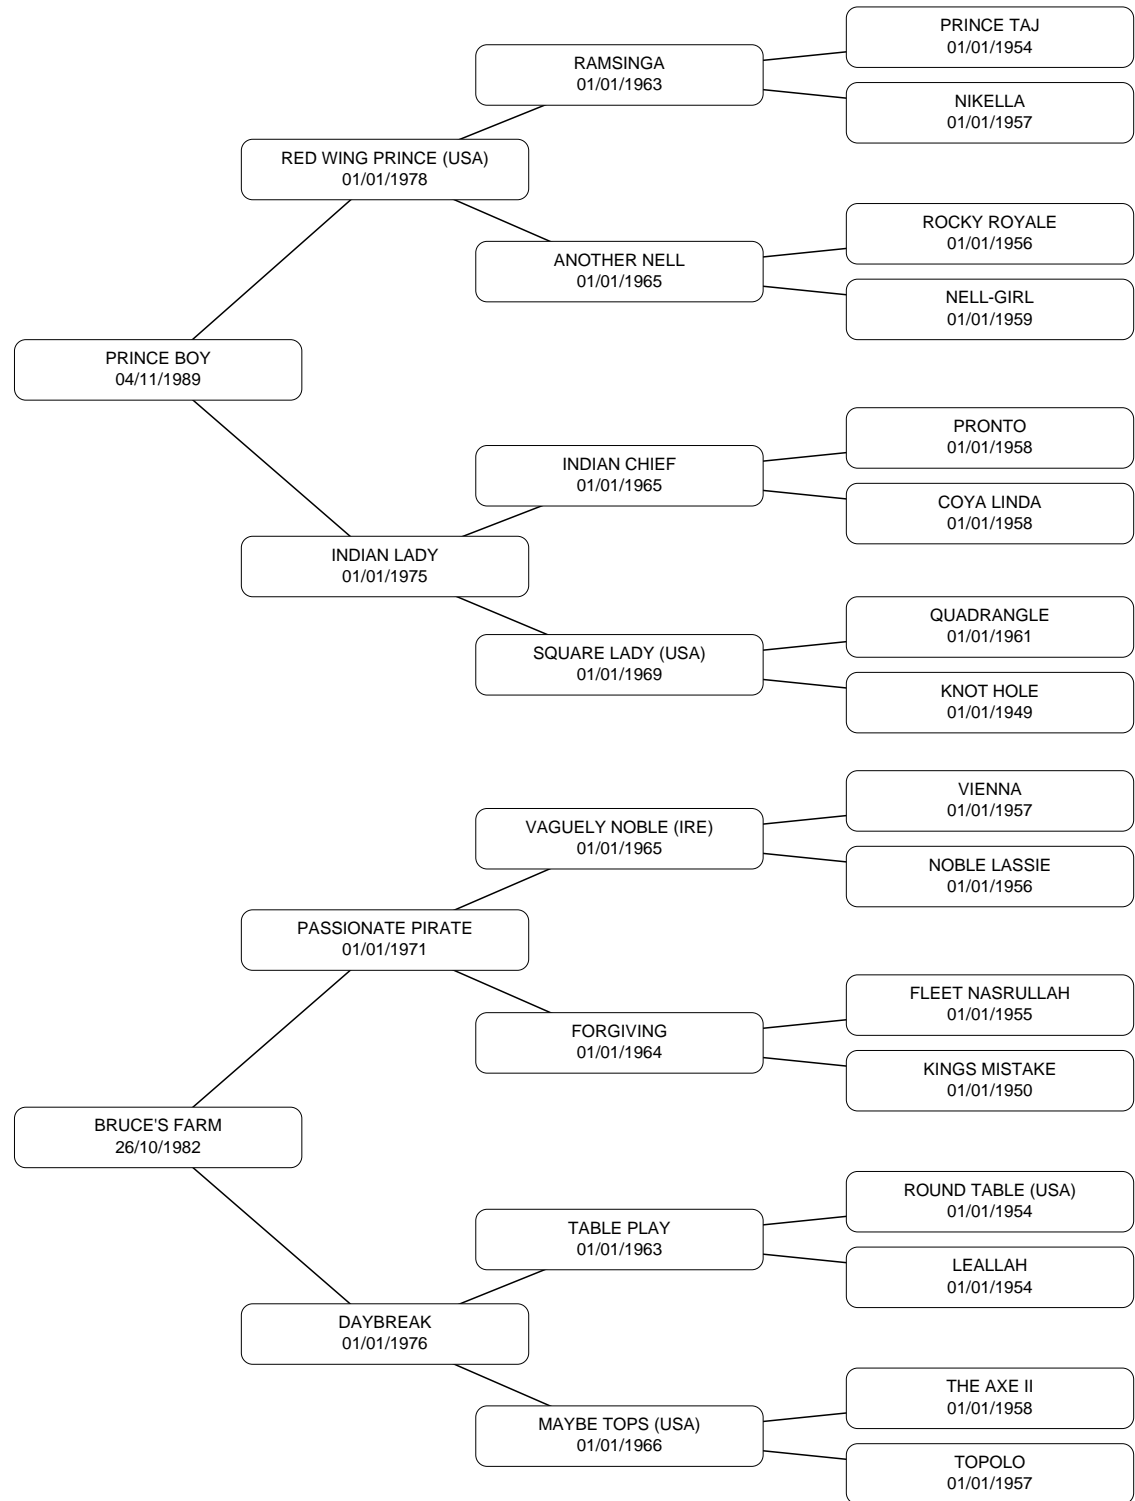 PRINCE TAJ
01/01/1954
RAMSINGA
01/01/1963
NIKELLA
01/01/1957
RED WING PRINCE (USA)
01/01/1978
ROCKY ROYALE
01/01/1956
ANOTHER NELL
01/01/1965
NELL-GIRL
01/01/1959
PRINCE BOY
04/11/1989
PRONTO
01/01/1958
INDIAN CHIEF
01/01/1965
COYA LINDA
01/01/1958
INDIAN LADY
01/01/1975
QUADRANGLE
01/01/1961
SQUARE LADY (USA)
01/01/1969
KNOT HOLE
01/01/1949
VIENNA
01/01/1957
VAGUELY NOBLE (IRE)
01/01/1965
NOBLE LASSIE
01/01/1956
PASSIONATE PIRATE
01/01/1971
FLEET NASRULLAH
01/01/1955
FORGIVING
01/01/1964
KINGS MISTAKE
01/01/1950
BRUCE'S FARM
26/10/1982
ROUND TABLE (USA)
01/01/1954
TABLE PLAY
01/01/1963
LEALLAH
01/01/1954
DAYBREAK
01/01/1976
THE AXE II
01/01/1958
MAYBE TOPS (USA)
01/01/1966
TOPOLO
01/01/1957